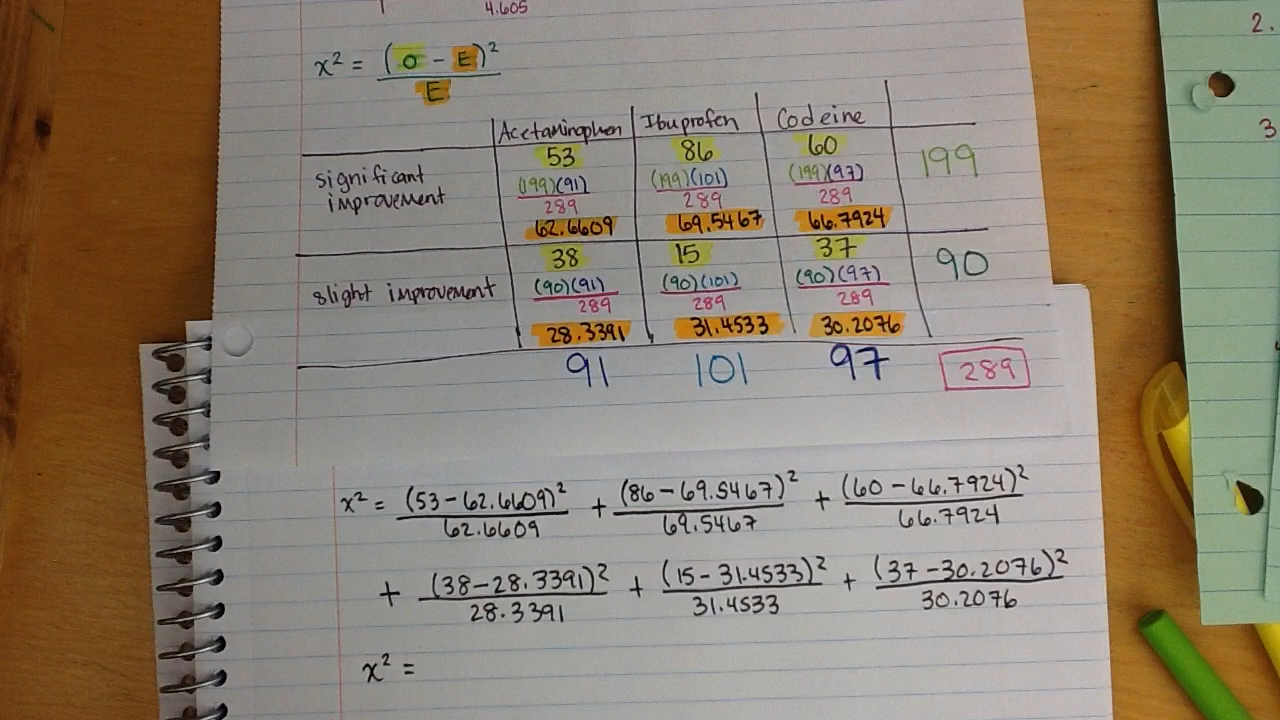 4.605
x² = (O - E)² / E
Acetaminophen Ibuprofen Codeine
53 86 60
significant improvement (199)(91)/289 (199)(101)/289 (199)(97)/289 199
62.6609 69.5467 66.7924
38 15 37
slight improvement (90)(91)/289 (90)(101)/289 (90)(97)/289 90
28.3391 31.4533 30.2076
91 101 97 289
x² = (53-62.6609)²/62.6609 + (86-69.5467)²/69.5467 + (60-66.7924)²/66.7924
+ (38-28.3391)²/28.3391 + (15-31.4533)²/31.4533 + (37-30.2076)²/30.2076
x² =
2.
3